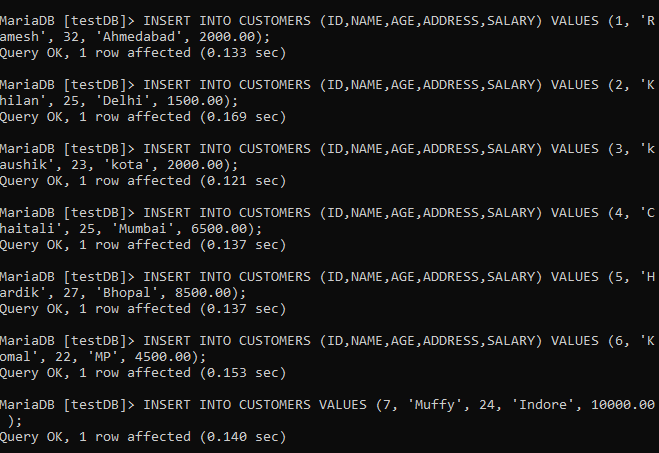 MariaDB [testDB]> INSERT INTO CUSTOMERS (ID,NAME,AGE,ADDRESS,SALARY) VALUES (1, 'R
amesh', 32, 'Ahmedabad', 2000.00);
Query OK, 1 row affected (0.133 sec)
MariaDB [testDB]> INSERT INTO CUSTOMERS (ID,NAME,AGE,ADDRESS,SALARY) VALUES (2, 'K
hilan', 25, 'Delhi', 1500.00);
Query OK, 1 row affected (0.169 sec)
MariaDB [testDB]> INSERT INTO CUSTOMERS (ID,NAME,AGE,ADDRESS,SALARY) VALUES (3, 'k
aushik', 23, 'kota', 2000.00);
Query OK, 1 row affected (0.121 sec)
MariaDB [testDB]> INSERT INTO CUSTOMERS (ID,NAME,AGE,ADDRESS,SALARY) VALUES (4, 'C
haitali', 25, 'Mumbai', 6500.00);
Query OK, 1 row affected (0.137 sec)
MariaDB [testDB]> INSERT INTO CUSTOMERS (ID,NAME,AGE,ADDRESS,SALARY) VALUES (5, 'H
ardik', 27, 'Bhopal', 8500.00);
Query OK, 1 row affected (0.137 sec)
MariaDB [testDB]> INSERT INTO CUSTOMERS (ID,NAME,AGE,ADDRESS,SALARY) VALUES (6, 'K
omal', 22, 'MP', 4500.00);
Query OK, 1 row affected (0.153 sec)
MariaDB [testDB]> INSERT INTO CUSTOMERS VALUES (7, 'Muffy', 24, 'Indore', 10000.00
 );
Query OK, 1 row affected (0.140 sec)